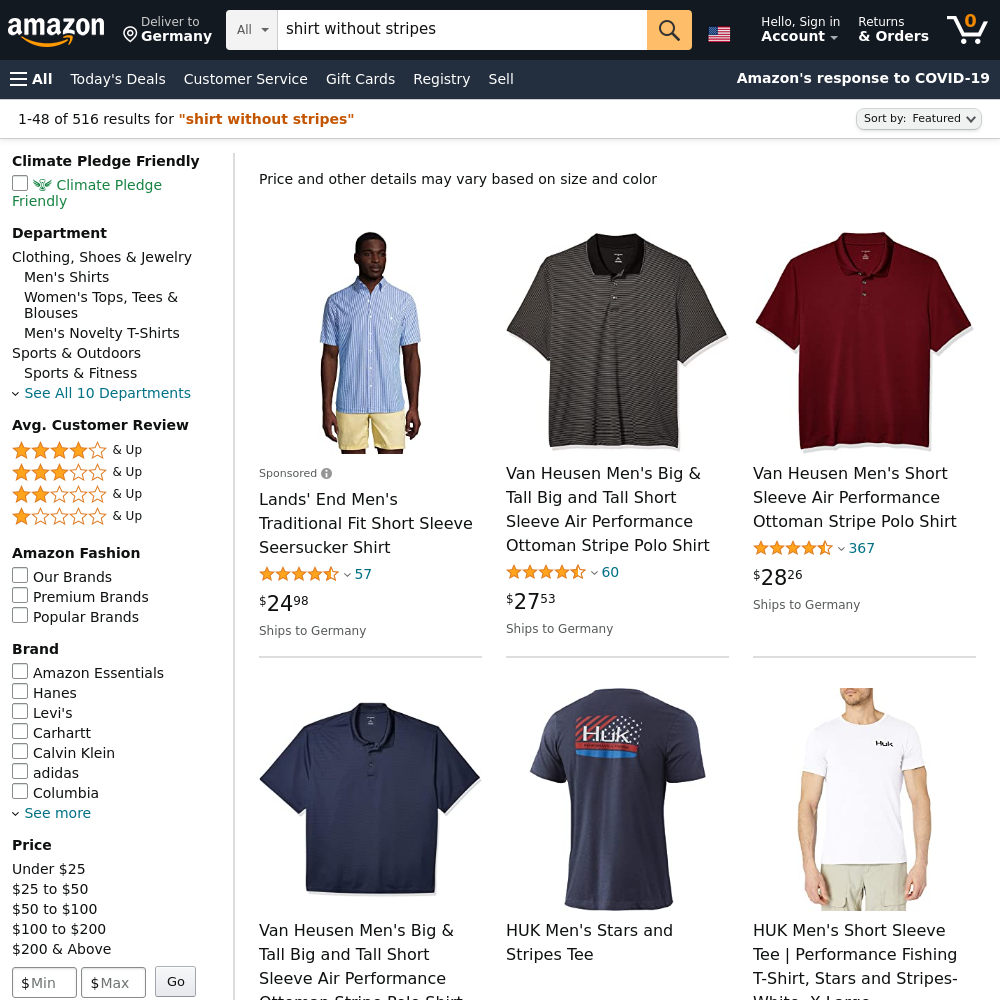 amazon
Deliver to
Germany
All
shirt without stripes
Hello, Sign in
Account
Returns
& Orders
0
All
Today's Deals
Customer Service
Gift Cards
Registry
Sell
Amazon's response to COVID-19
1-48 of 516 results for "shirt without stripes"
Sort by: Featured
Climate Pledge Friendly
Climate Pledge
Friendly
Department
Clothing, Shoes & Jewelry
Men's Shirts
Women's Tops, Tees &
Blouses
Men's Novelty T-Shirts
Sports & Outdoors
Sports & Fitness
See All 10 Departments
Avg. Customer Review
& Up
& Up
& Up
& Up
Amazon Fashion
Our Brands
Premium Brands
Popular Brands
Brand
Amazon Essentials
Hanes
Levi's
Carhartt
Calvin Klein
adidas
Columbia
See more
Price
Under $25
$25 to $50
$50 to $100
$100 to $200
$200 & Above
$ Min
$ Max
Go
Price and other details may vary based on size and color
Sponsored
Lands' End Men's
Traditional Fit Short Sleeve
Seersucker Shirt
57
$24 98
Ships to Germany
Van Heusen Men's Big &
Tall Big and Tall Short
Sleeve Air Performance
Ottoman Stripe Polo Shirt
60
$27 53
Ships to Germany
Van Heusen Men's Short
Sleeve Air Performance
Ottoman Stripe Polo Shirt
367
$28 26
Ships to Germany
Van Heusen Men's Big &
Tall Big and Tall Short
Sleeve Air Performance
Ottoman Stripe Polo Shirt
Huk
HUK Men's Stars and
Stripes Tee
Huk
HUK Men's Short Sleeve
Tee | Performance Fishing
T-Shirt, Stars and Stripes-
White, X-Large